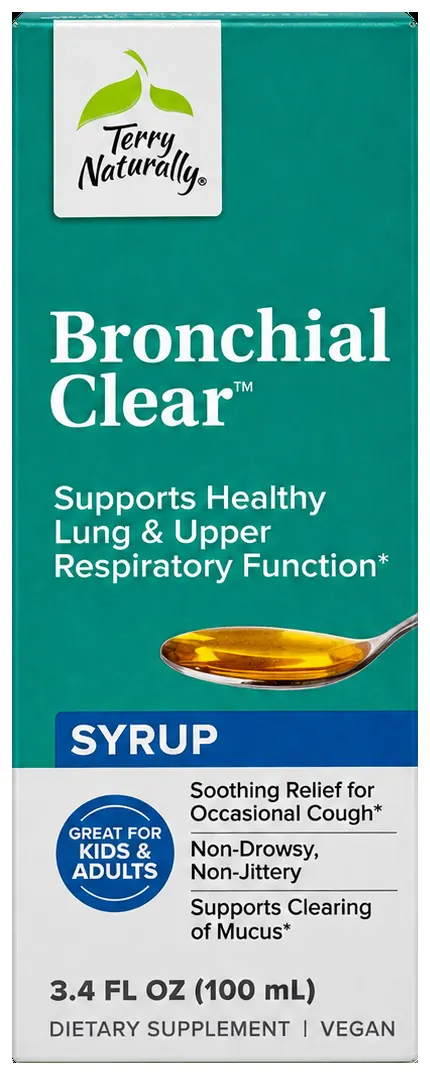 Terry
Naturally®
Bronchial
Clear™
Supports Healthy
Lung & Upper
Respiratory Function*
SYRUP
GREAT FOR
KIDS &
ADULTS
Soothing Relief for
Occasional Cough*
Non-Drowsy,
Non-Jittery
Supports Clearing
of Mucus*
3.4 FL OZ (100 mL)
DIETARY SUPPLEMENT | VEGAN